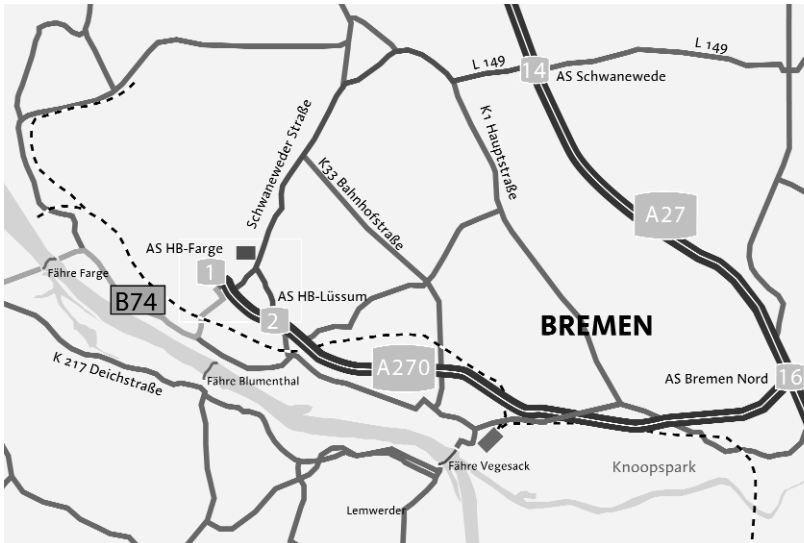 L 149
L 149
14
AS Schwanewede
K1 Hauptstraße
Schwaneweder Straße
K33 Bahnhofstraße
A27
AS HB-Farge
1
Fähre Farge
B74
AS HB-Lüssum
2
BREMEN
K 217 Deichstraße
Fähre Blumenthal
A270
AS Bremen Nord
16
Fähre Vegesack
Knoopspark
Lemwerder